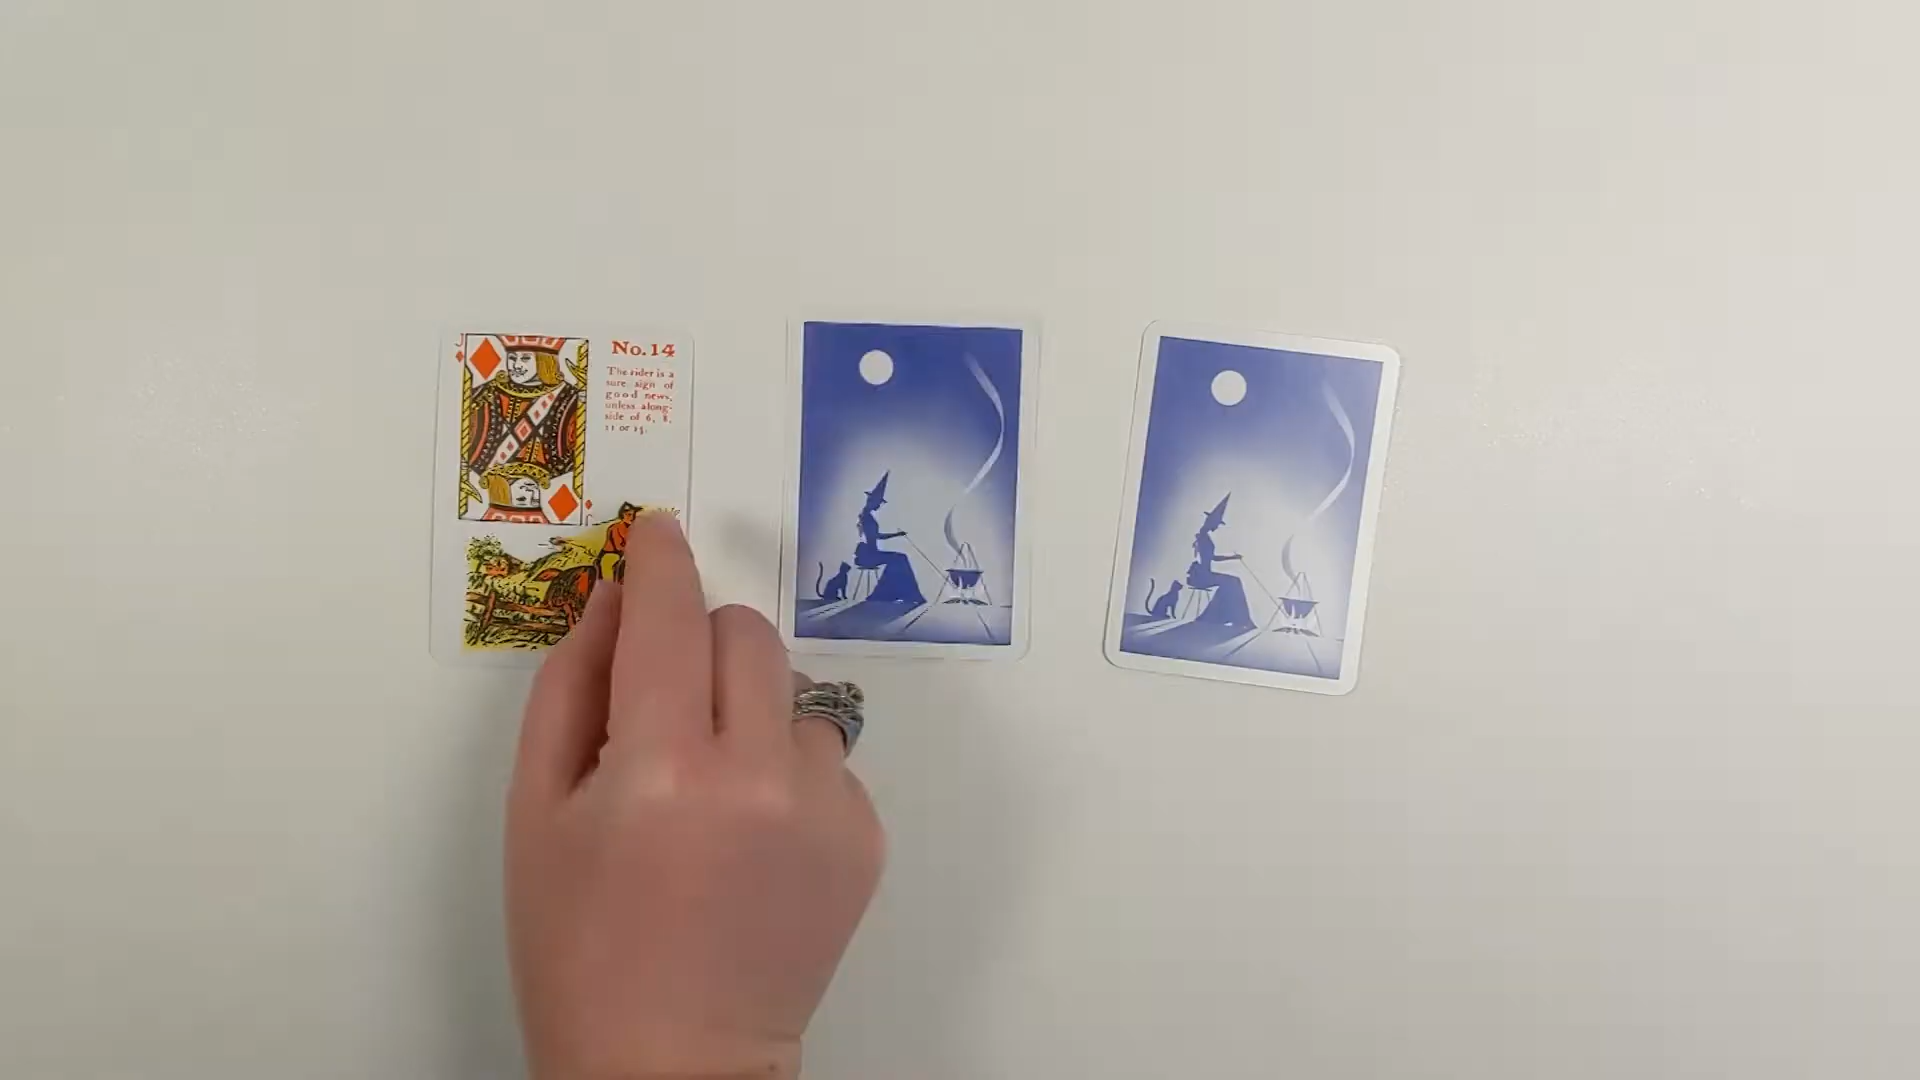 J
No. 14
The rider is a
sure sign of
good news,
unless along-
side of 6, 8,
11 or 15.
J